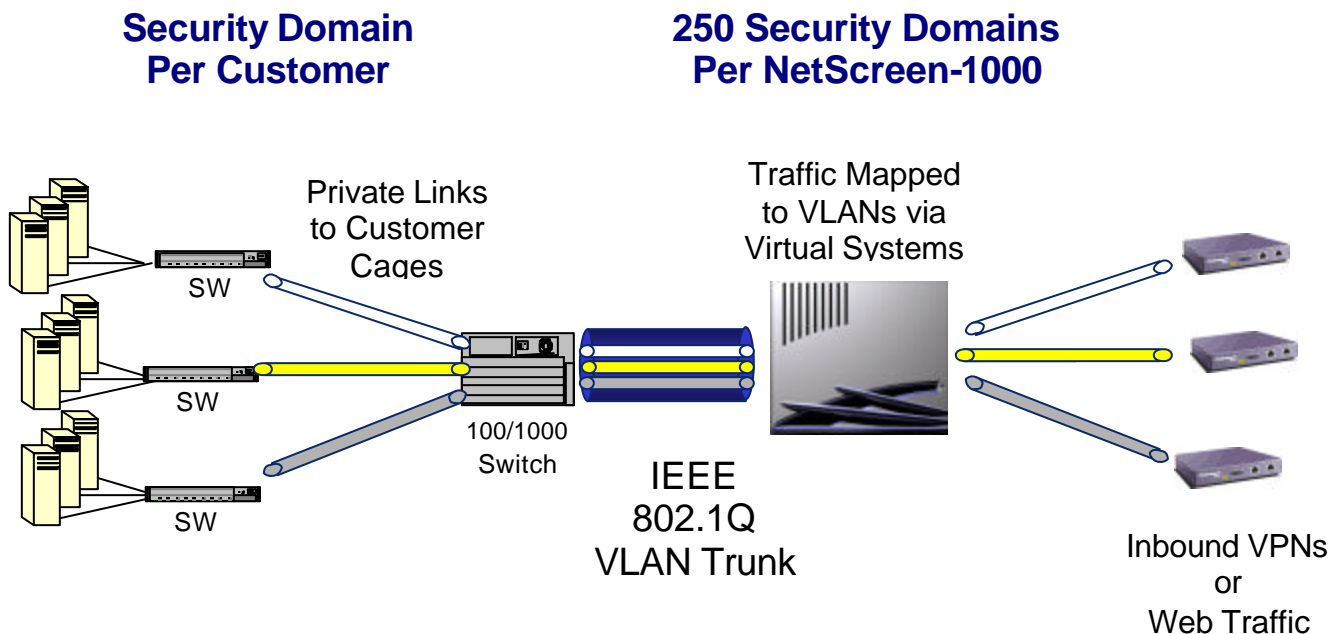 Security Domain
Per Customer
250 Security Domains
Per NetScreen-1000
Private Links
to Customer
Cages
Traffic Mapped
to VLANs via
Virtual Systems
SW
SW
SW
100/1000
Switch
IEEE
802.1Q
VLAN Trunk
Inbound VPNs
or
Web Traffic